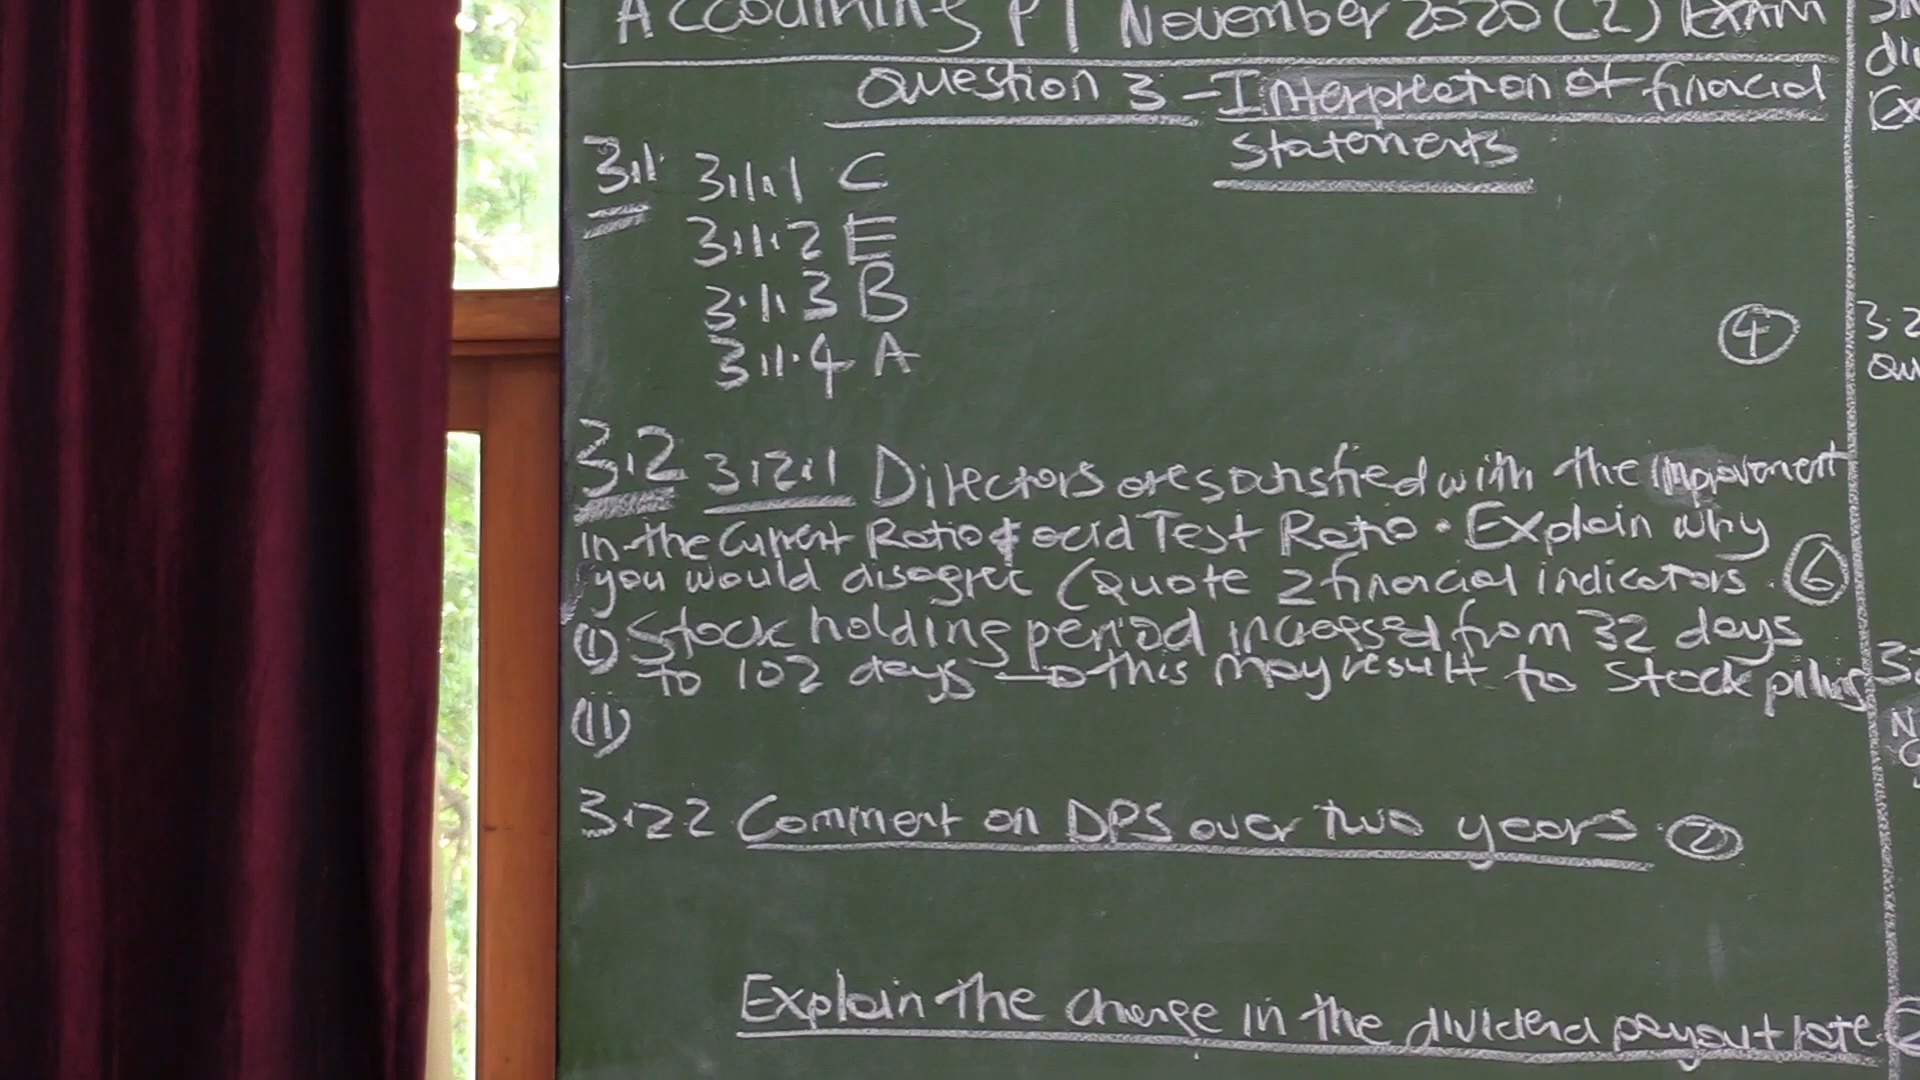 Accounting P1 November 2020 (2) EXAM
Question 3 - Interpretation of financial
statements
3.1 3.1.1 C
3.1.2 E
3.1.3 B
3.1.4 A
4
3.2 3.2.1 Directors are satisfied with the improvement
in the Current Ratio & acid Test Ratio. Explain why
you would disagree (Quote 2 financial indicators. 6
(i) Stock holding period increased from 32 days
to 102 days → this may result to stock piling
(ii)
3.2.2 Comment on DPS over two years. 2
Explain the change in the dividend payout rate